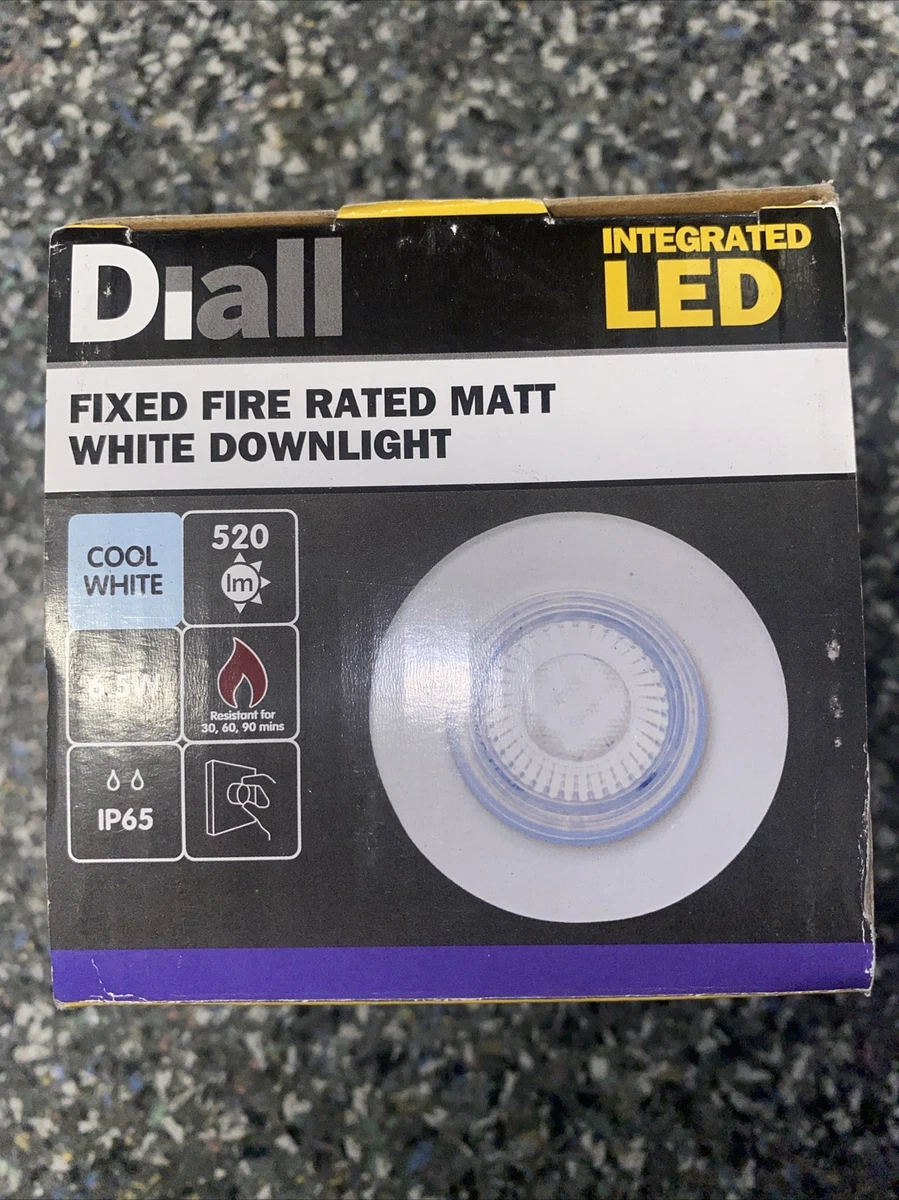 Diall
INTEGRATED
LED
FIXED FIRE RATED MATT
WHITE DOWNLIGHT
COOL
WHITE
520
lm
Resistant for
30, 60, 90 mins
IP65